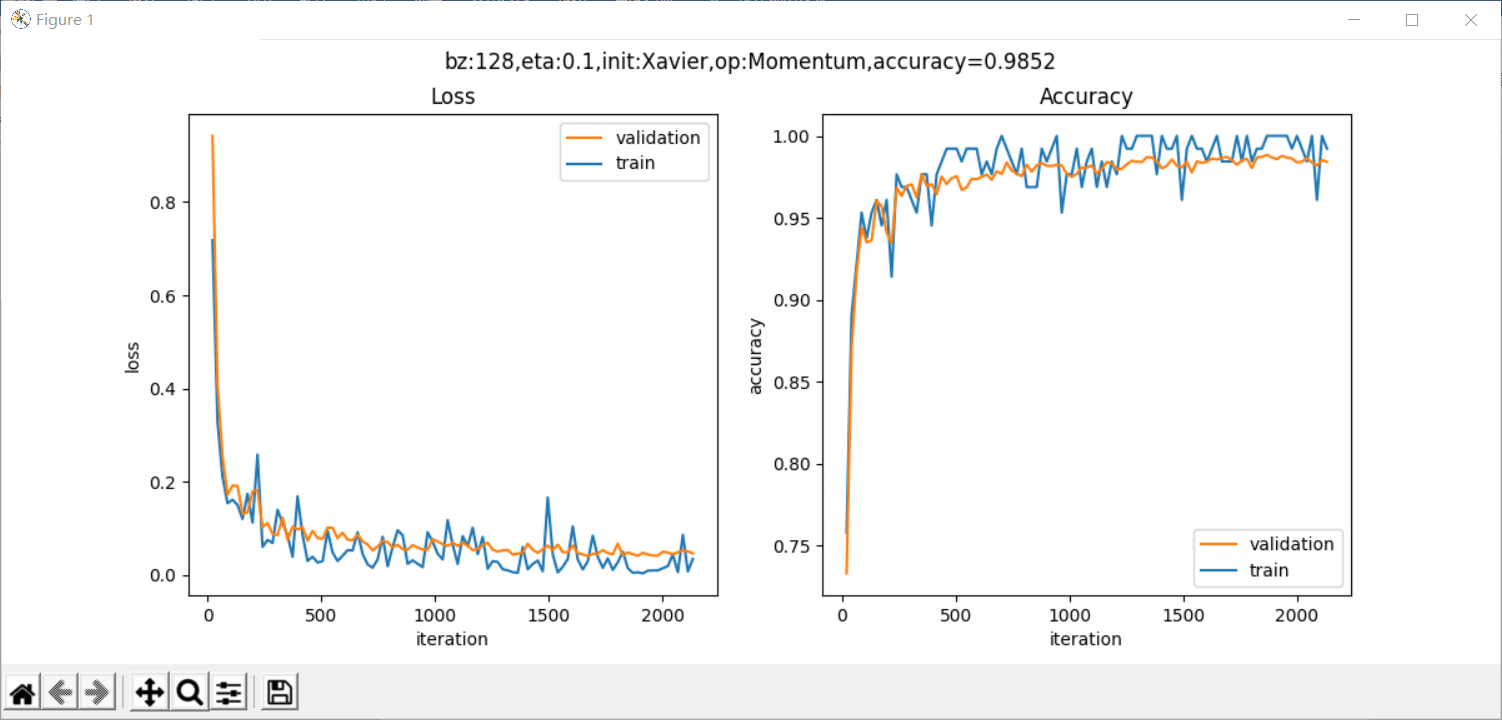 Figure 1
bz:128,eta:0.1,init:Xavier,op:Momentum,accuracy=0.9852
Loss
validation
train
0.8
0.6
0.4
0.2
0.0
loss
0
500
1000
1500
2000
iteration
Accuracy
1.00
0.95
0.90
0.85
0.80
0.75
accuracy
validation
train
0
500
1000
1500
2000
iteration